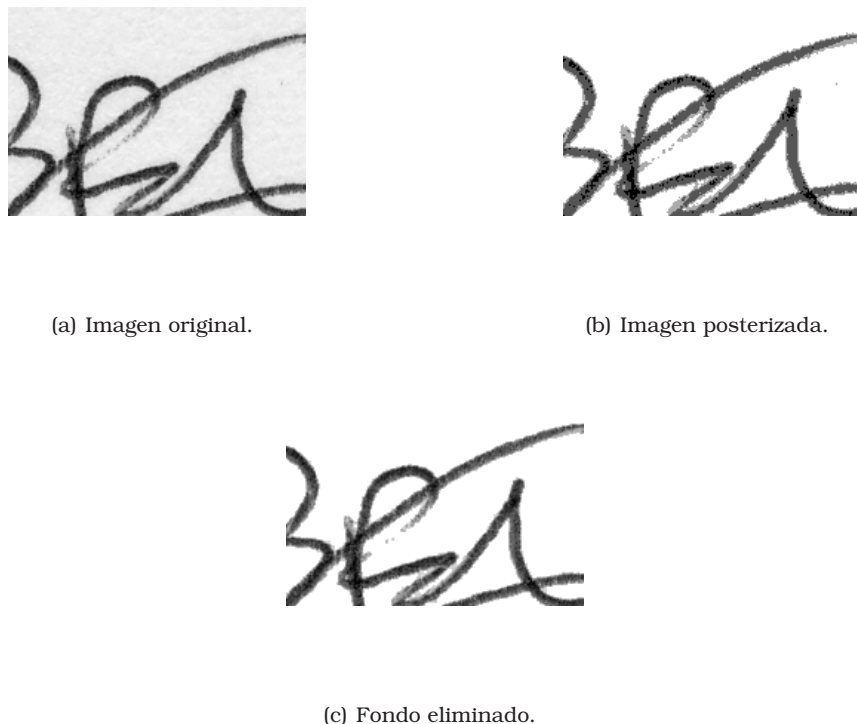 (a) Imagen original.
(b) Imagen posterizada.
(c) Fondo eliminado.